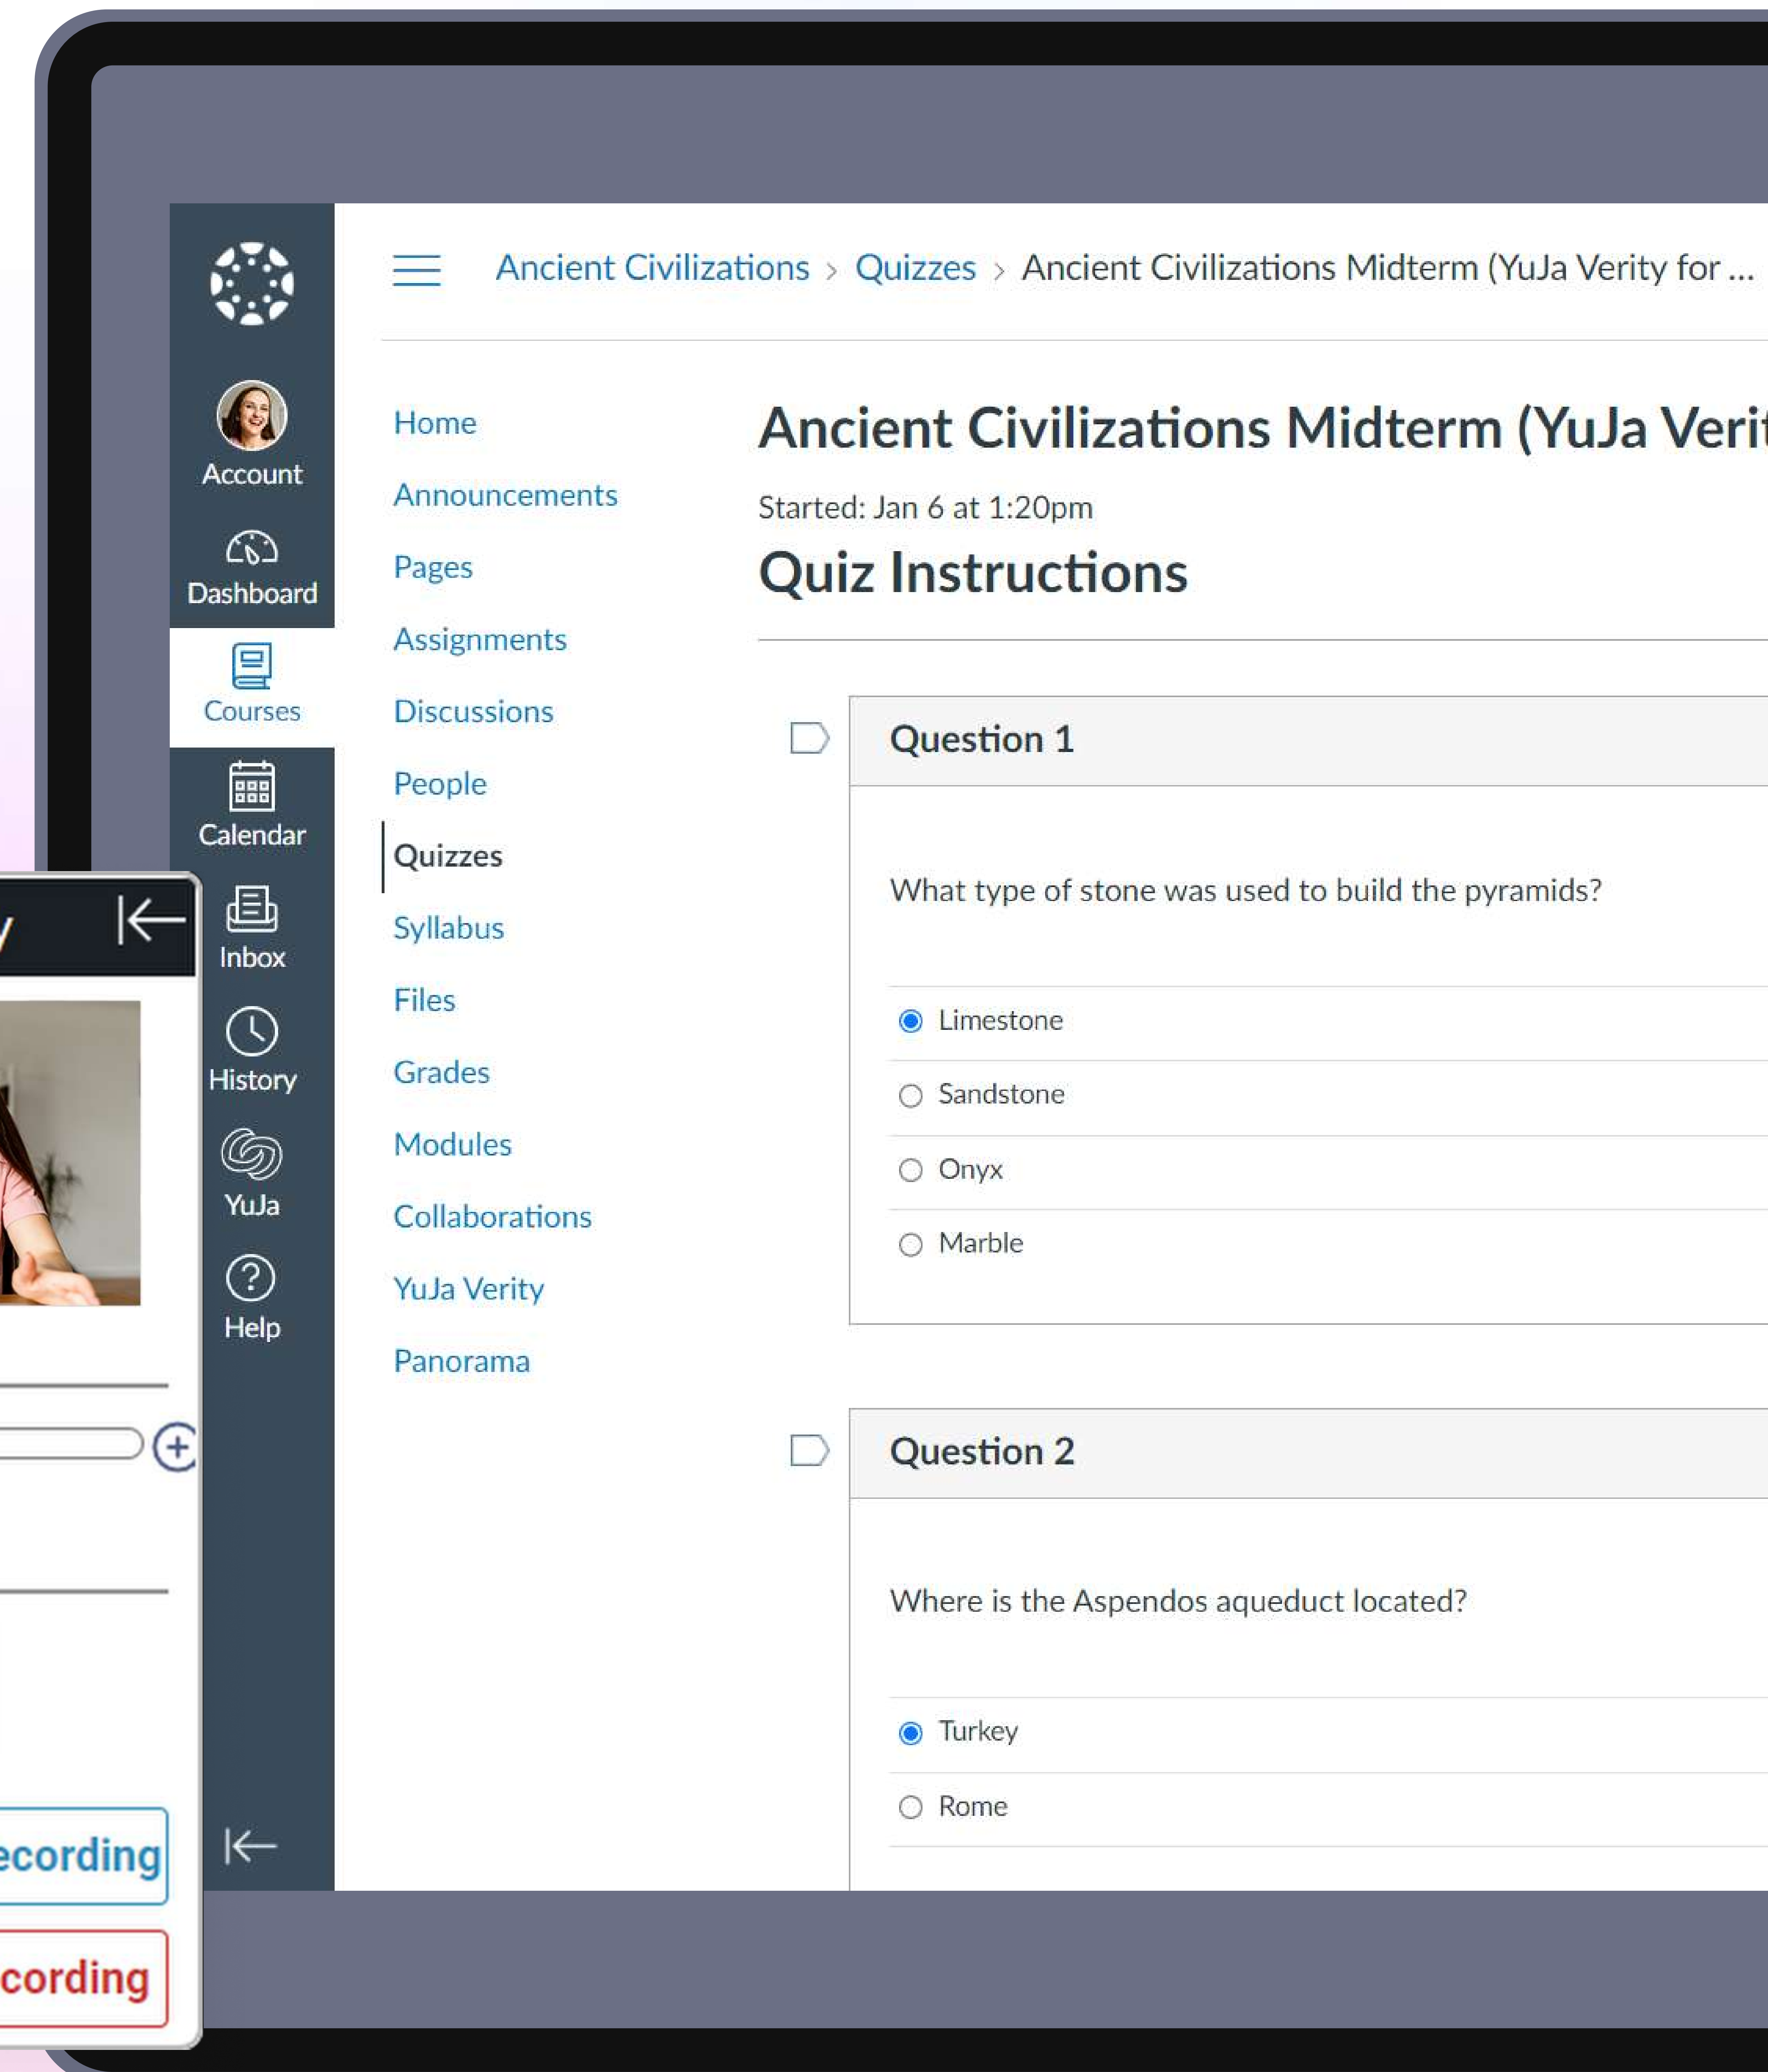 Ancient Civilizations > Quizzes > Ancient Civilizations Midterm (YuJa Verity for ...
Account
Dashboard
Courses
Calendar
Inbox
History
YuJa
Help
Home
Announcements
Pages
Assignments
Discussions
People
Quizzes
Syllabus
Files
Grades
Modules
Collaborations
YuJa Verity
Panorama
Ancient Civilizations Midterm (YuJa Verit
Started: Jan 6 at 1:20pm
Quiz Instructions
Question 1
What type of stone was used to build the pyramids?
Limestone
Sandstone
Onyx
Marble
Question 2
Where is the Aspendos aqueduct located?
Turkey
Rome
y
ecording
cording